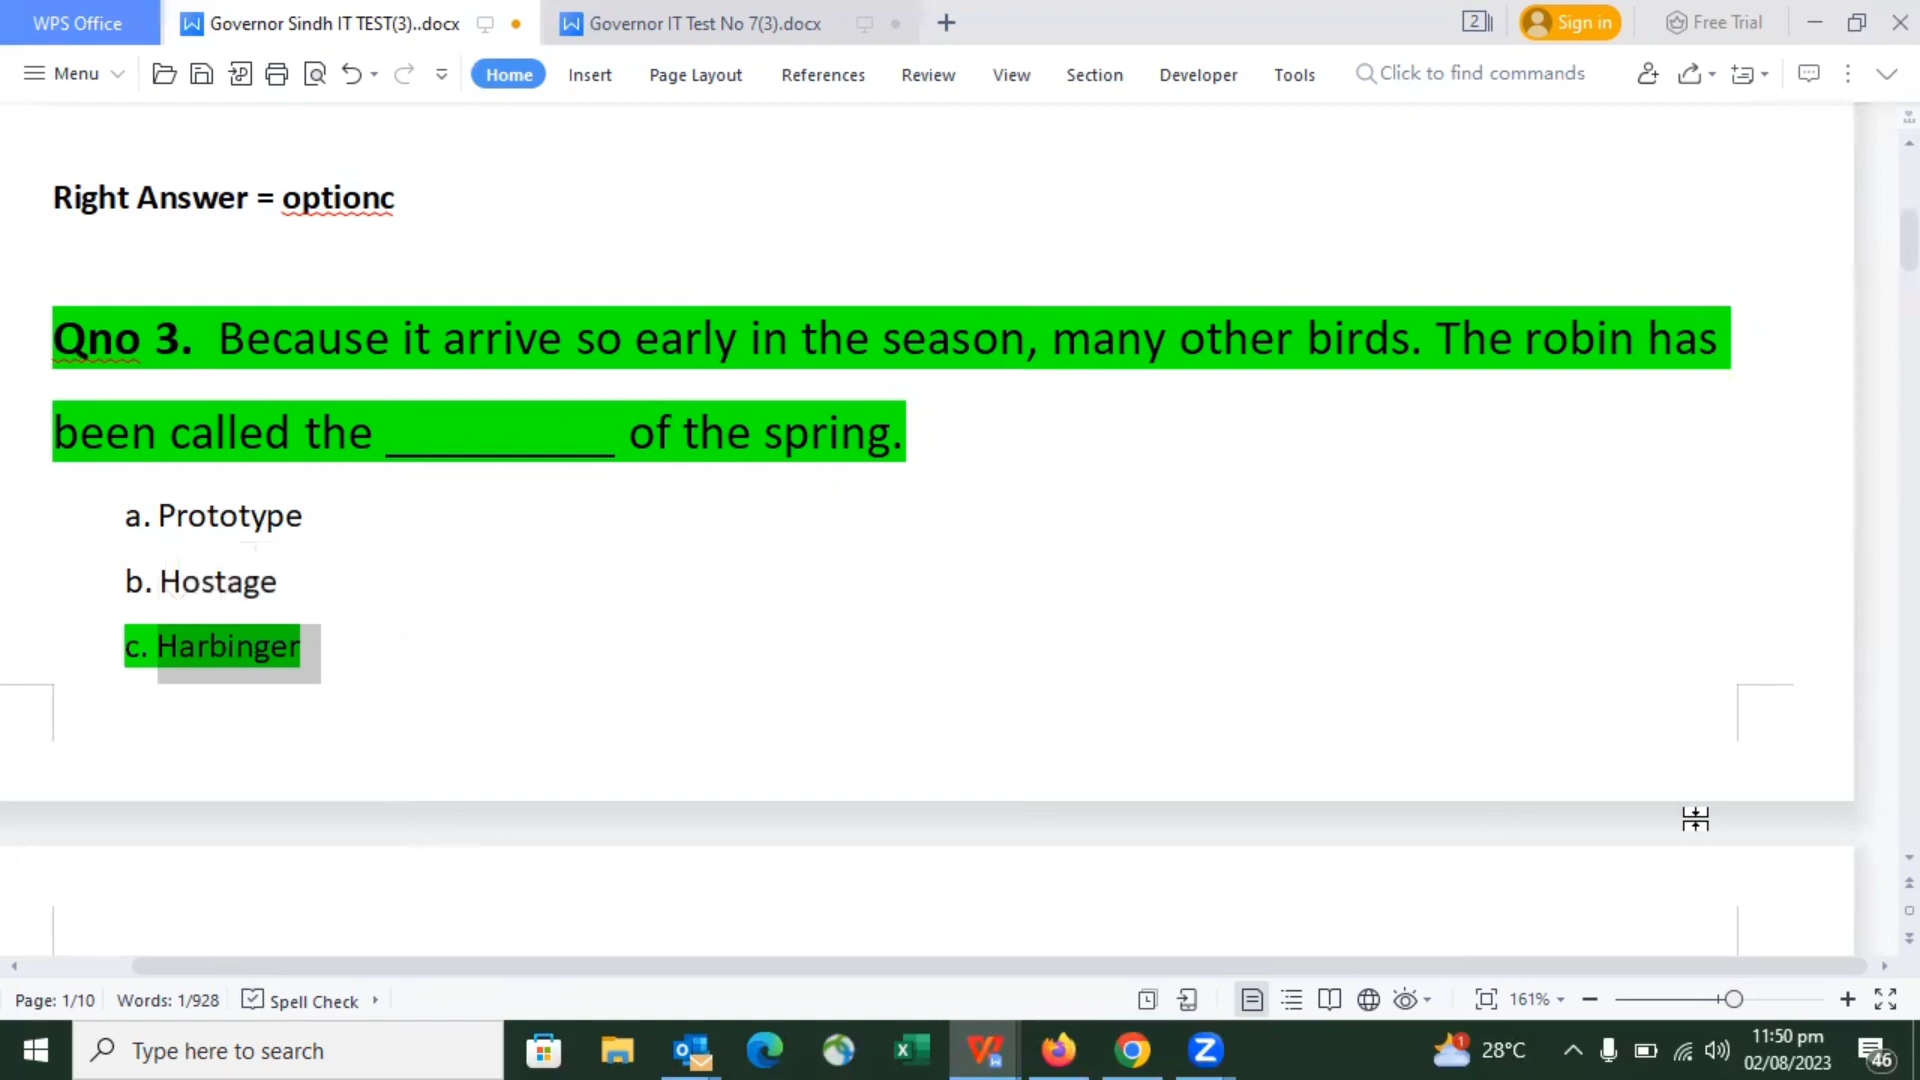 WPS Office
Governor Sindh IT TEST(3)..docx
Governor IT Test No 7(3).docx
2
Sign in
Free Trial
Menu
Home
Insert
Page Layout
References
Review
View
Section
Developer
Tools
Click to find commands
Right Answer = optionc
Qno 3. Because it arrive so early in the season, many other birds. The robin has
been called the __________ of the spring.
a. Prototype
b. Hostage
c. Harbinger
Page: 1/10
Words: 1/928
Spell Check
161%
Type here to search
1
28°C
11:50 pm
02/08/2023
46